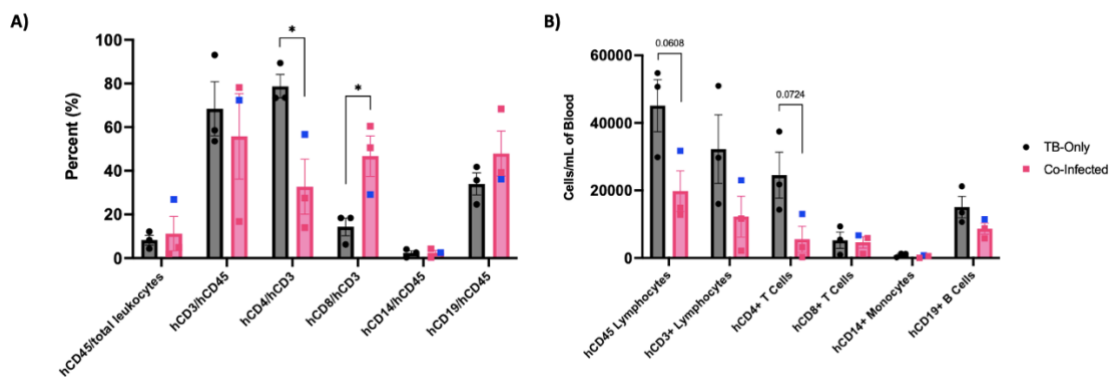 A)
Percent (%)
100
80
60
40
20
0
*
*
hCD45/total leukocytes
hCD3/hCD45
hCD4/hCD3
hCD8/hCD3
hCD14/hCD45
hCD19/hCD45
B)
Cells/mL of Blood
60000
40000
20000
0
0.0608
0.0724
hCD45 Lymphocytes
hCD3+ Lymphocytes
hCD4+ T Cells
hCD8+ T Cells
hCD14+ Monocytes
hCD19+ B Cells
TB-Only
Co-Infected